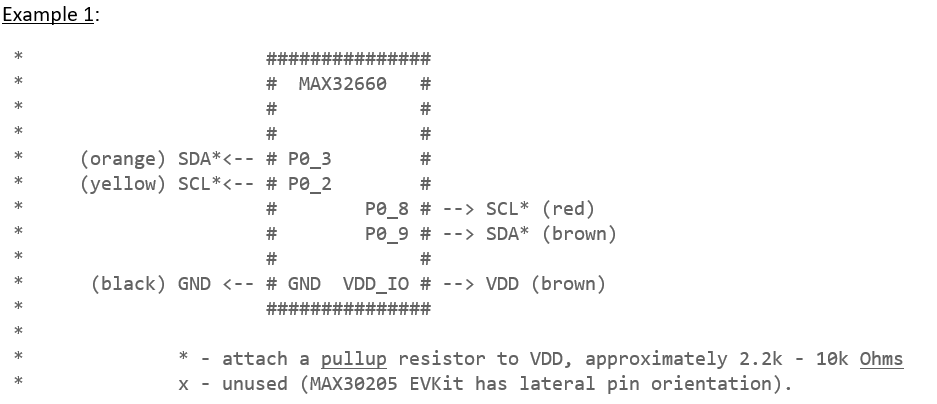 Example 1:
*                      ###############
*                      #  MAX32660   #
*                      #             #
*                      #             #
*     (orange) SDA*<-- # P0_3        #
*     (yellow) SCL*<-- # P0_2        #
*                      #        P0_8 # --> SCL* (red)
*                      #        P0_9 # --> SDA* (brown)
*                      #             #
*      (black) GND <-- # GND  VDD_IO # --> VDD (brown)
*                      ###############
*
*              * - attach a pullup resistor to VDD, approximately 2.2k - 10k Ohms
*              x - unused (MAX30205 EVKit has lateral pin orientation).